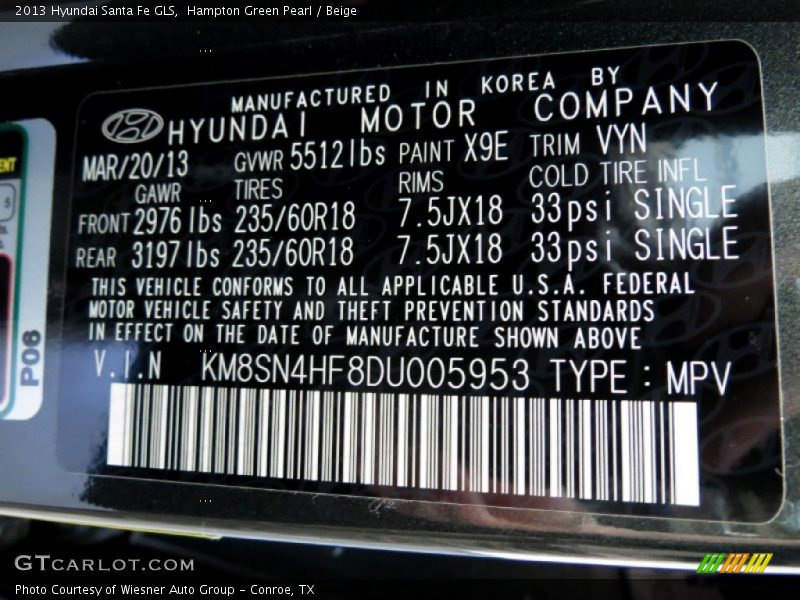 2013 Hyundai Santa Fe GLS,  Hampton Green Pearl / Beige
MANUFACTURED IN KOREA BY
HYUNDAI MOTOR COMPANY
MAR/20/13 GVWR 5512lbs PAINT X9E TRIM VYN
GAWR TIRES RIMS COLD TIRE INFL
FRONT 2976 lbs 235/60R18 7.5JX18 33psi SINGLE
REAR 3197 lbs 235/60R18 7.5JX18 33psi SINGLE
THIS VEHICLE CONFORMS TO ALL APPLICABLE U.S.A. FEDERAL
MOTOR VEHICLE SAFETY AND THEFT PREVENTION STANDARDS
IN EFFECT ON THE DATE OF MANUFACTURE SHOWN ABOVE
V.I.N KM8SN4HF8DU005953 TYPE : MPV
P06
GTCARLOT.COM
Photo Courtesy of Wiesner Auto Group - Conroe, TX